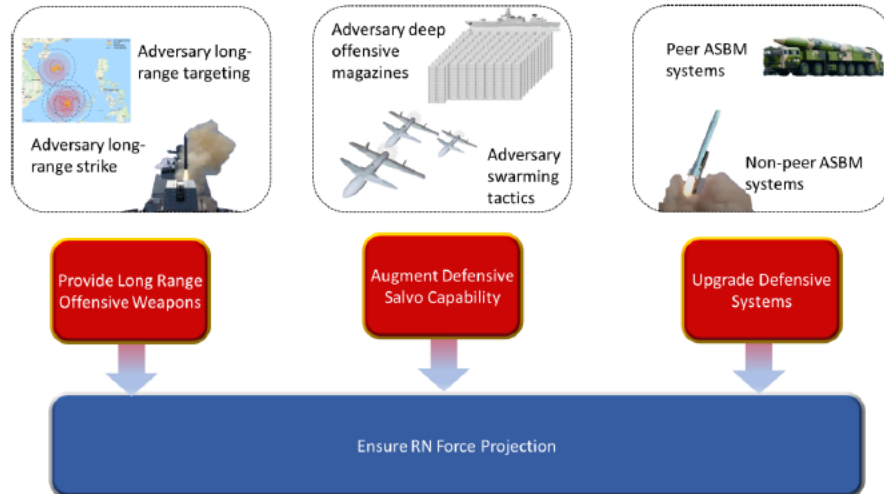 Adversary long-
range targeting
Adversary long-
range strike
Adversary deep
offensive
magazines
Adversary
swarming
tactics
Peer ASBM
systems
Non-peer ASBM
systems
Provide Long Range
Offensive Weapons
Augment Defensive
Salvo Capability
Upgrade Defensive
Systems
Ensure RN Force Projection